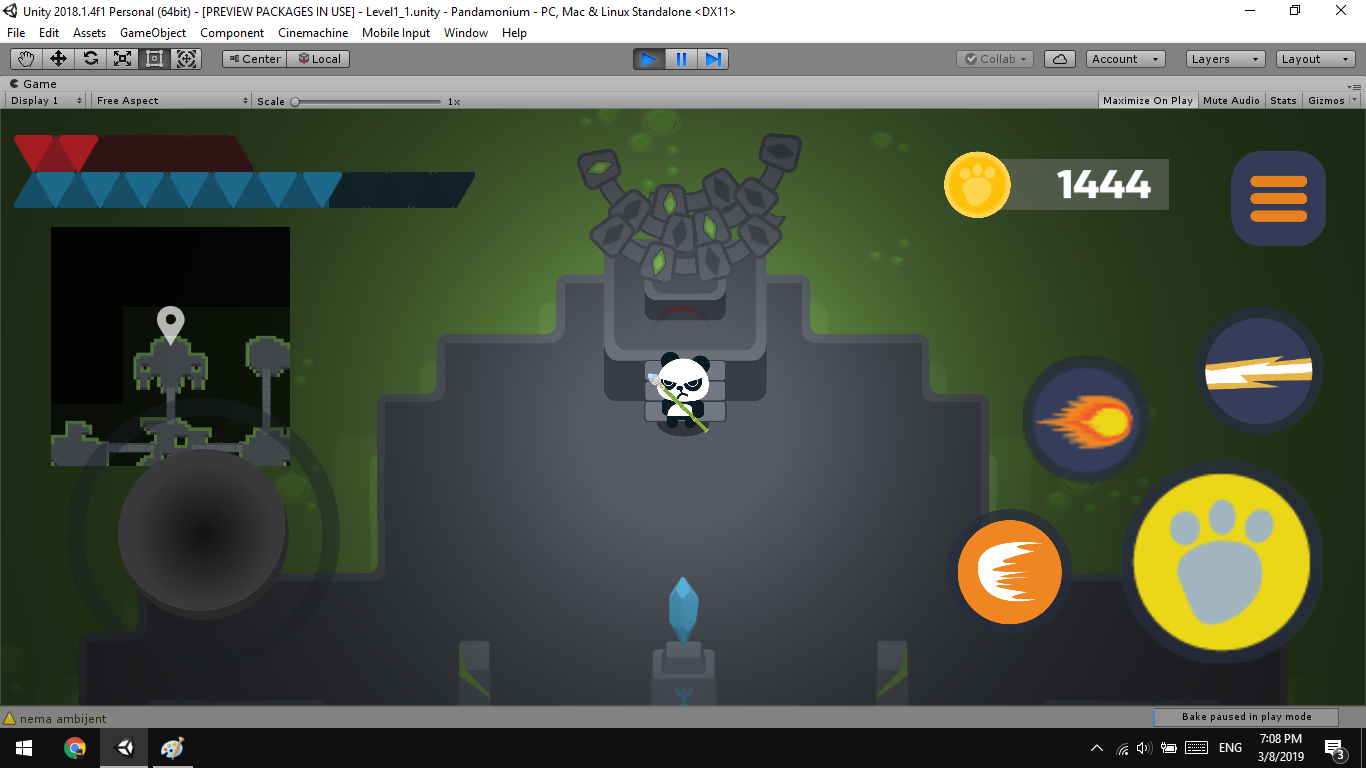 Unity 2018.1.4f1 Personal (64bit) - [PREVIEW PACKAGES IN USE] - Level1_1.unity - Pandamonium - PC, Mac & Linux Standalone <DX11>
File Edit Assets GameObject Component Cinemachine Mobile Input Window Help
Center Local Collab Account Layers Layout
Game
Display 1 Free Aspect Scale 1x Maximize On Play Mute Audio Stats Gizmos
1444
nema ambijent Bake paused in play mode
ENG 7:08 PM
3/8/2019
3